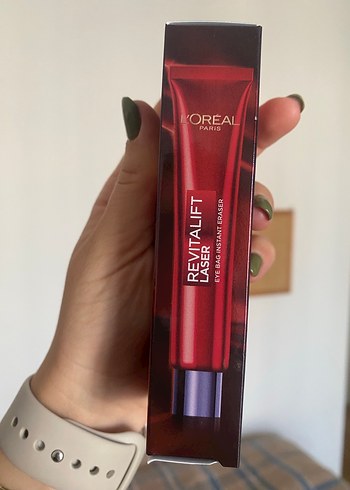 L'ORÉAL
PARIS
REVITALIFT
LASER
EYE BAG INSTANT ERASER